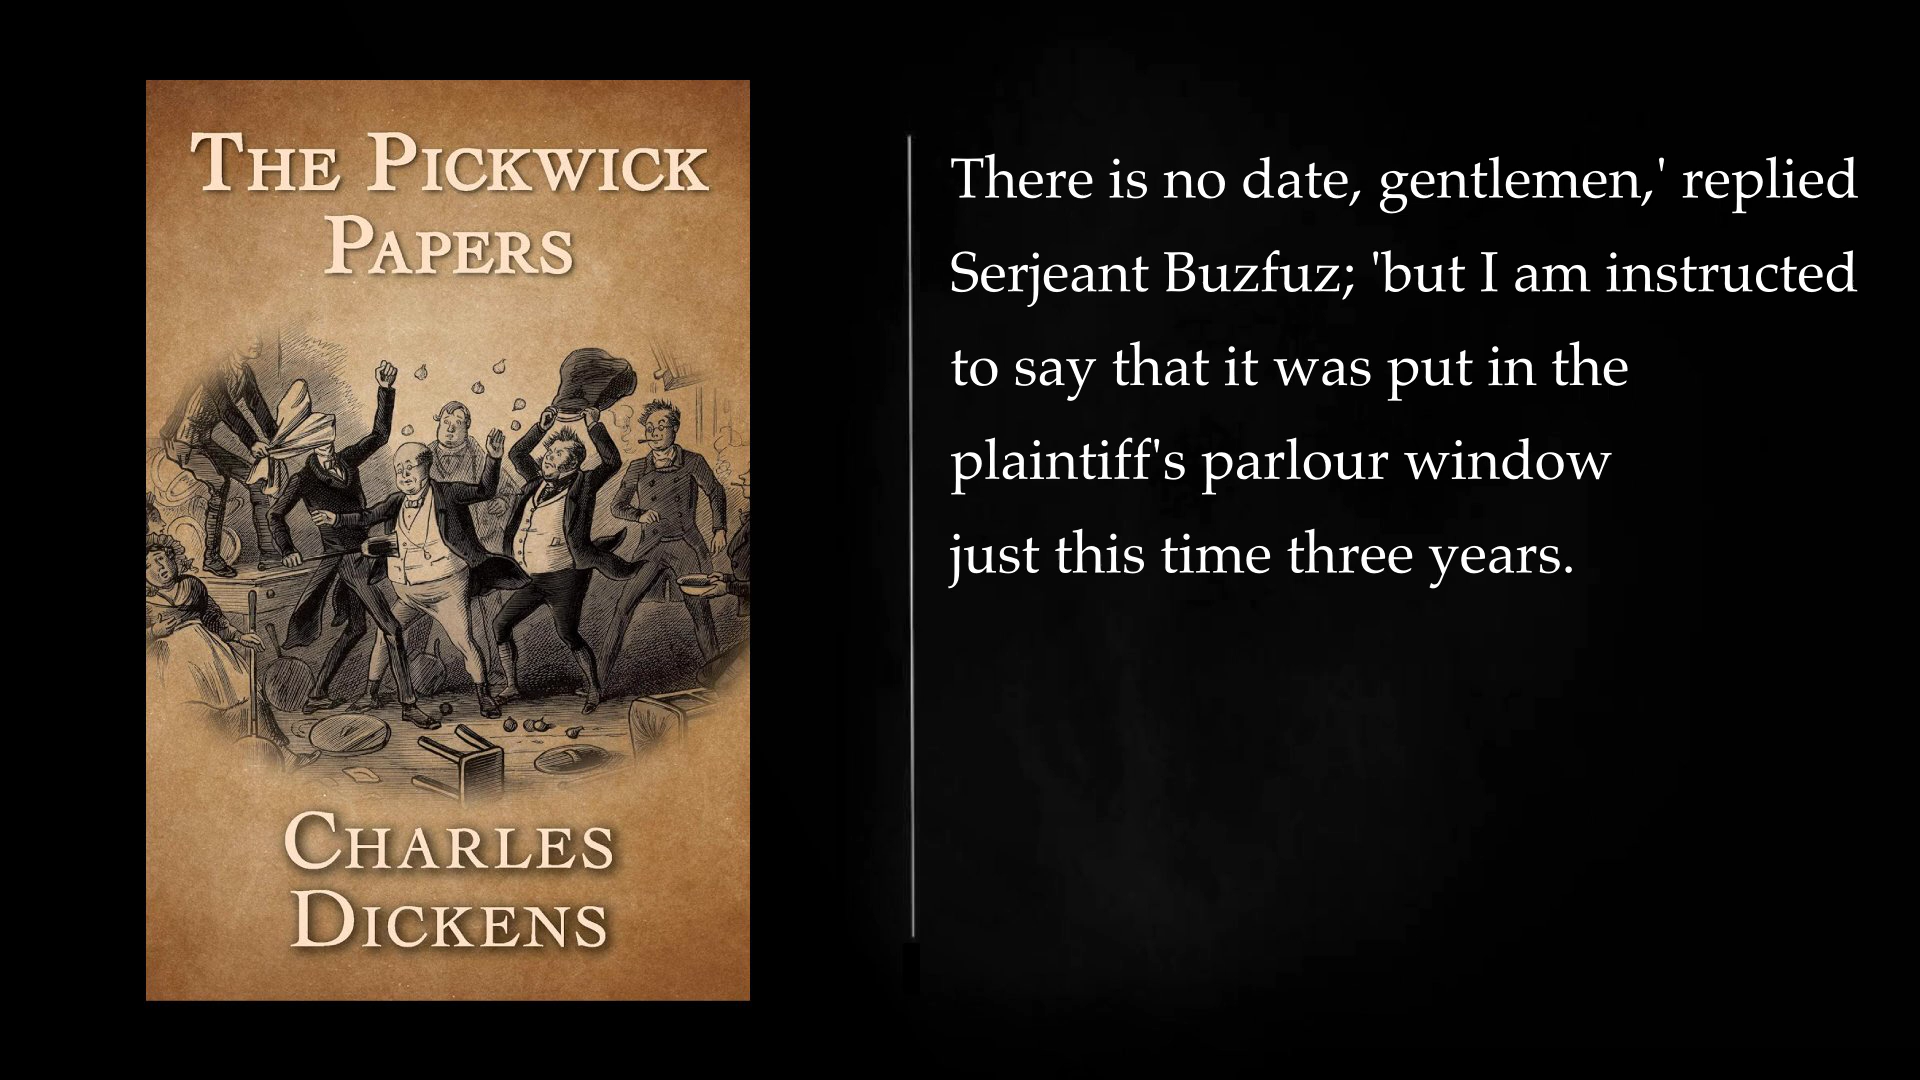 THE PICKWICK
PAPERS
CHARLES
DICKENS
There is no date, gentlemen,' replied
Serjeant Buzfuz; 'but I am instructed
to say that it was put in the
plaintiff's parlour window
just this time three years.